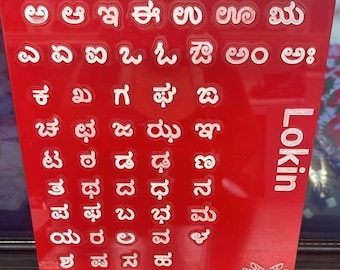 ಅ ಆ ಇ ಈ ಉ ಊ ಋ
ಎ ಏ ಐ ಒ ಓ ಔ ಅಂ ಅಃ
ಕ ಖ ಗ ಘ ಙ
ಚ ಛ ಜ ಝ ಞ
ಟ ಠ ಡ ಢ ಣ
ತ ಥ ದ ಧ ನ
ಪ ಫ ಬ ಭ ಮ
ಯ ರ ಲ ವ ಳ
ಶ ಷ ಸ ಹ
Lokin